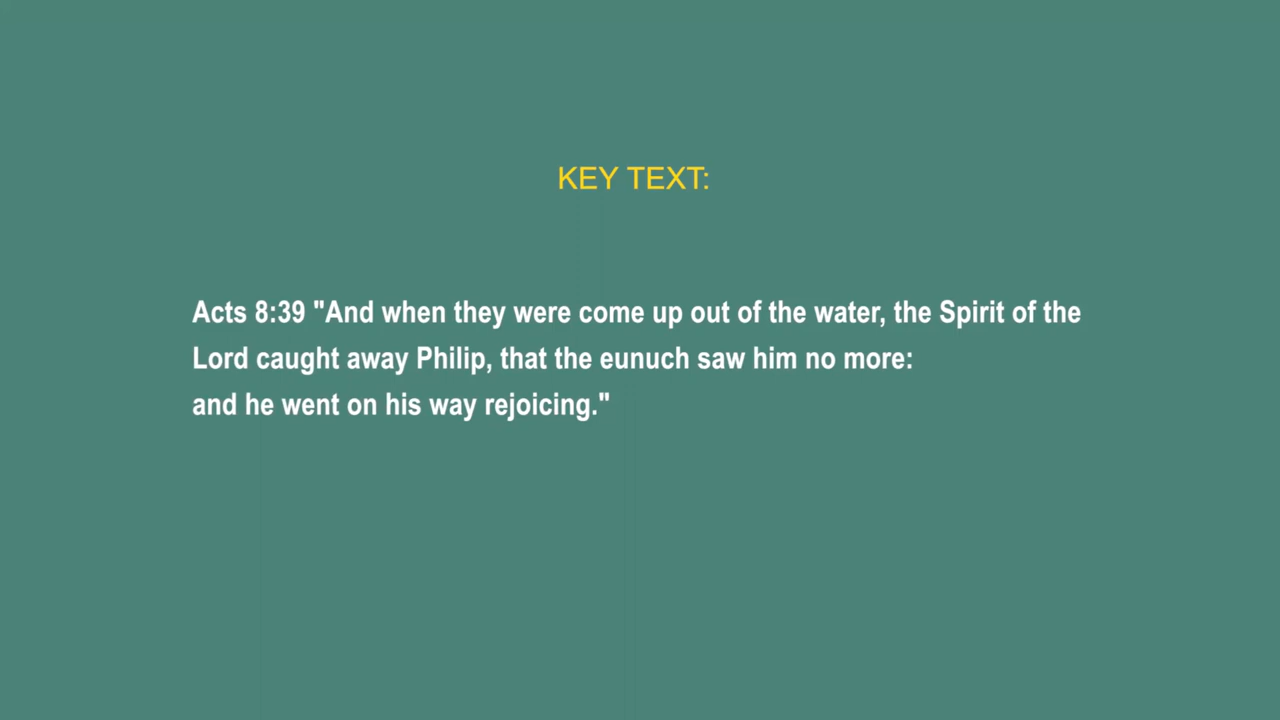 KEY TEXT:
Acts 8:39 "And when they were come up out of the water, the Spirit of the
Lord caught away Philip, that the eunuch saw him no more:
and he went on his way rejoicing."